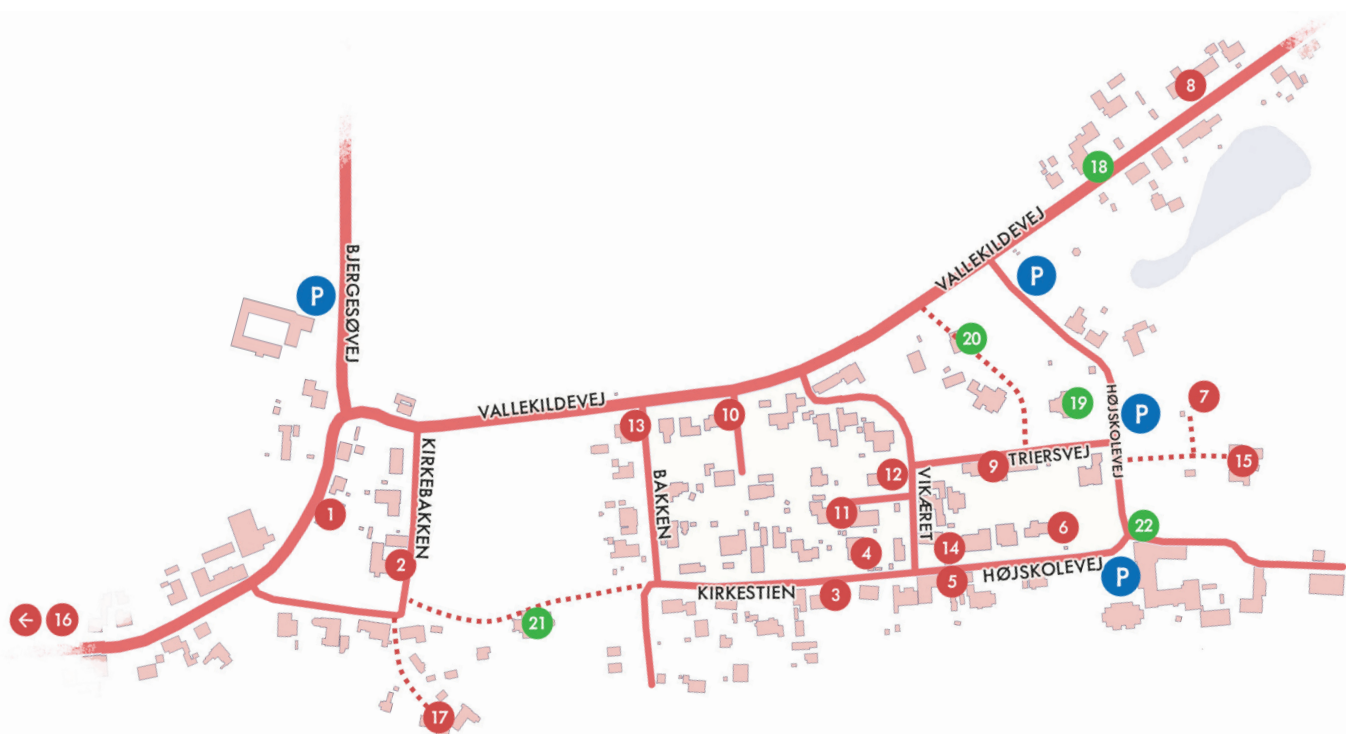 8
18
VALLEKILDEVEJ
P
BJERGESØVEJ
P
20
HØJSKOLEVEJ
19
P
7
VALLEKILDEVEJ
10
13
KIRKEBAKKEN
BAKKEN
12
VIKÆRET
9
TRIERSVEJ
15
1
11
6
22
2
4
14
HØJSKOLEVEJ
P
5
KIRKESTIEN
3
← 16
21
17